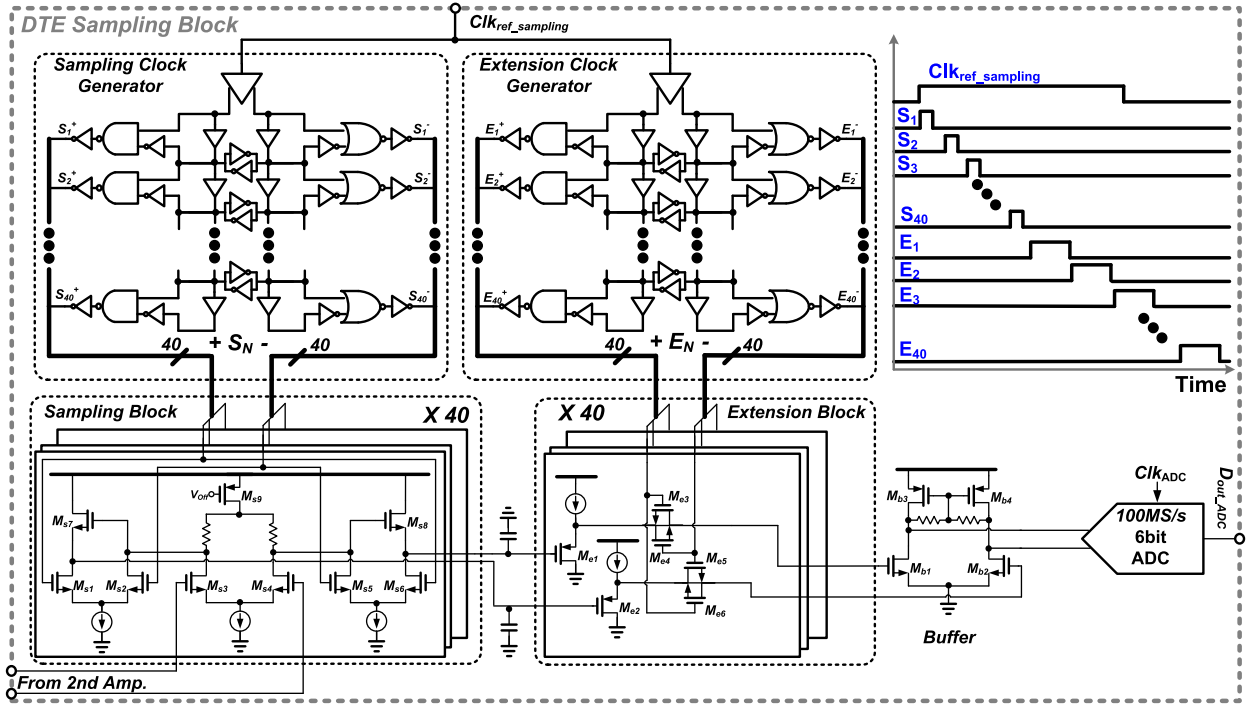 DTE Sampling Block
Clkref_sampling
Sampling Clock
Generator
S1+
S1-
S2+
S2-
S40+
S40-
40
+ SN -
40
Extension Clock
Generator
E1+
E1-
E2+
E2-
E40+
E40-
40
+ EN -
40
Clkref_sampling
S1
S2
S3
S40
E1
E2
E3
E40
Time
Sampling Block
X 40
VOff
Ms9
Ms7
Ms8
Ms1
Ms2
Ms3
Ms4
Ms5
Ms6
From 2nd Amp.
X 40
Extension Block
Me3
Me1
Me4
Me5
Me2
Me6
Mb3
Mb4
Mb1
Mb2
Buffer
ClkADC
100MS/s
6bit
ADC
Dout_ADC